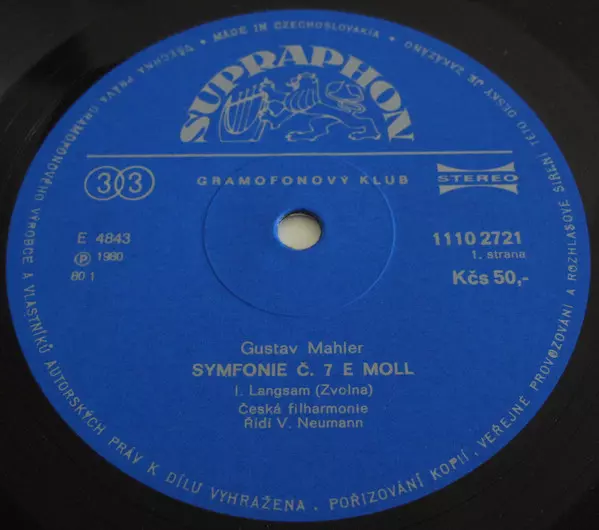 MADE IN CZECHOSLOVAKIA • VŠECHNA PRÁVA GRAMOFONOVÉHO VÝROBCE A VLASTNÍKŮ AUTORSKÝCH PRÁV K DÍLU VYHRAŽENA. POŘIZOVÁNÍ KOPIÍ, VEŘEJNÉ PROVOZOVÁNÍ A ROZHLASOVÉ ŠÍŘENÍ TÉTO DESKY JE ZAKÁZÁNO •
SUPRAPHON
33
GRAMOFONOVÝ KLUB
STEREO
E 4843
1110 2721
Ⓟ 1980
1. strana
80 1
Kčs 50,-
Gustav Mahler
SYMFONIE Č. 7 E MOLL
I. Langsam (Zvolna)
Česká filharmonie
Řídí V. Neumann